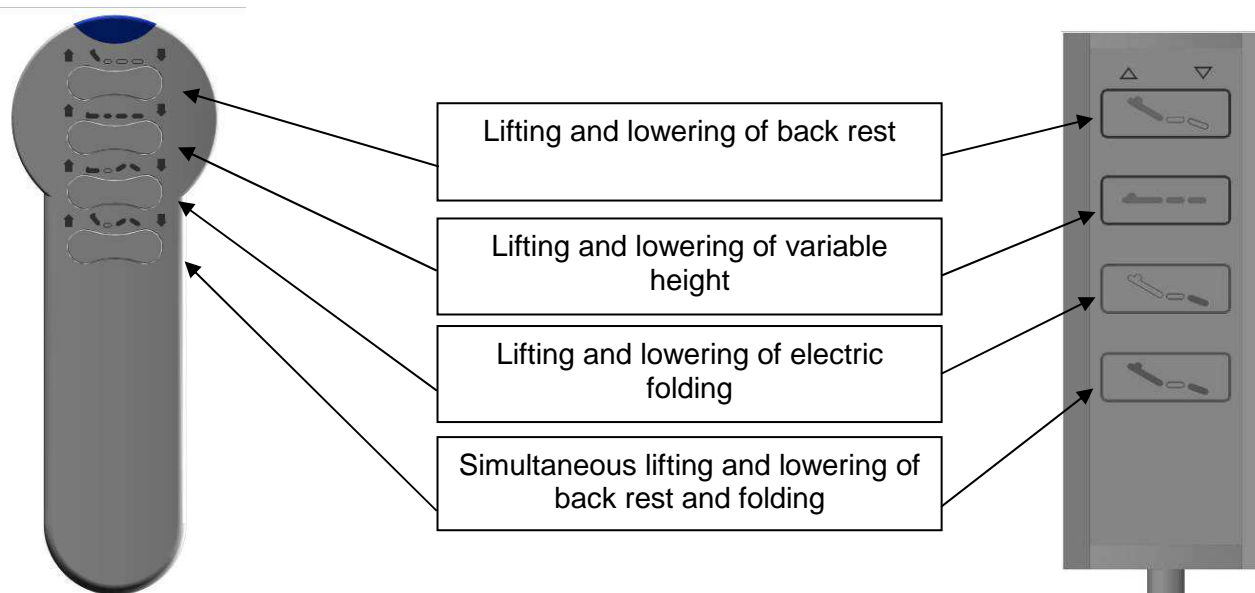 Lifting and lowering of back rest
Lifting and lowering of variable
height
Lifting and lowering of electric
folding
Simultaneous lifting and lowering of
back rest and folding